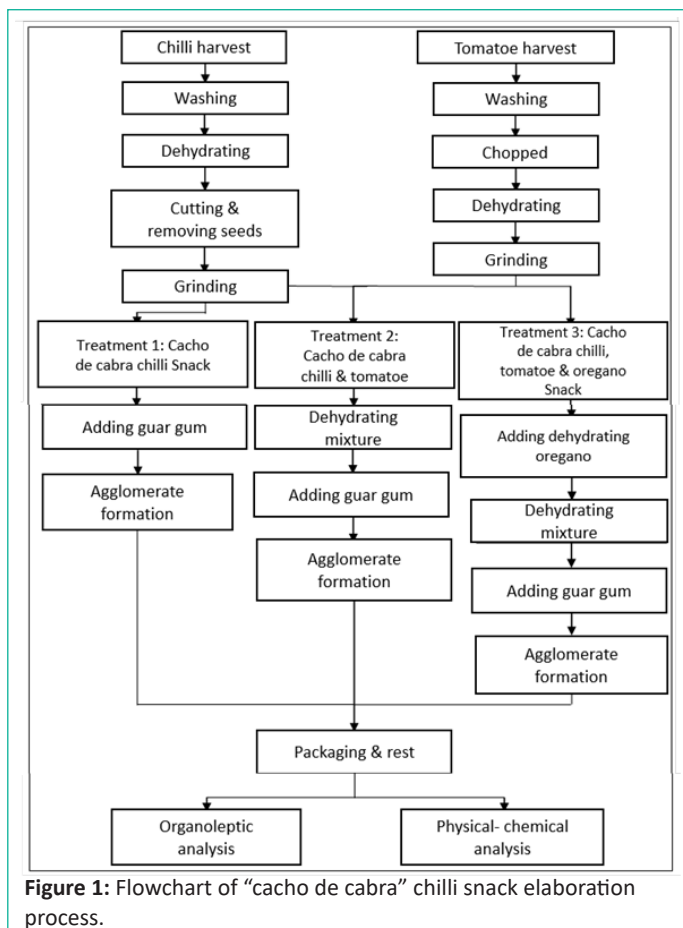 Chilli harvest
Tomatoe harvest
Washing
Washing
Dehydrating
Chopped
Cutting &
removing seeds
Dehydrating
Grinding
Grinding
Treatment 1: Cacho
de cabra chilli Snack
Treatment 2:
Cacho de cabra
chilli & tomatoe
Treatment 3: Cacho
de cabra chilli,
tomatoe & oregano
Snack
Adding guar gum
Dehydrating
mixture
Adding dehydrating
oregano
Agglomerate
formation
Adding guar gum
Dehydrating
mixture
Agglomerate
formation
Adding guar gum
Agglomerate
formation
Packaging & rest
Organoleptic
analysis
Physical- chemical
analysis
Figure 1: Flowchart of “cacho de cabra” chilli snack elaboration
process.